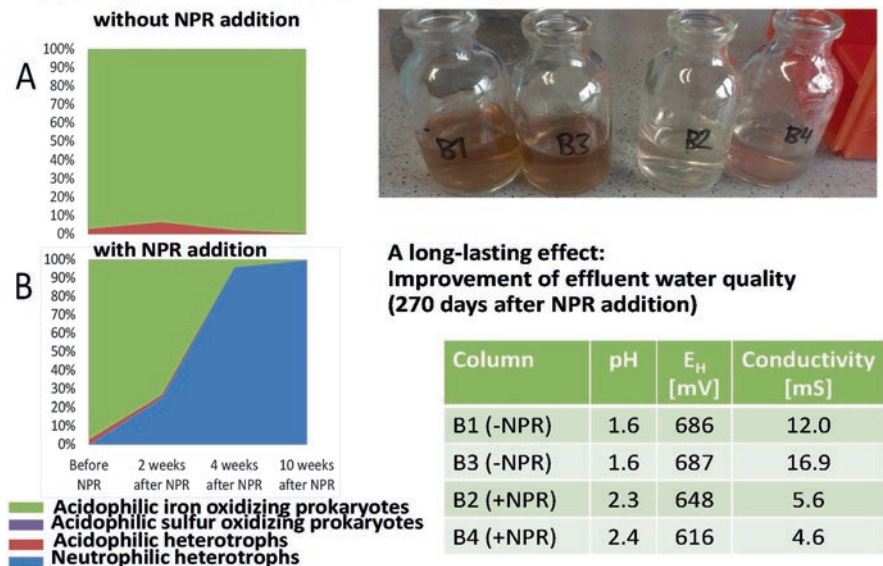 without NPR addition
A
100%
90%
80%
70%
60%
50%
40%
30%
20%
10%
0%
with NPR addition
B
100%
90%
80%
70%
60%
50%
40%
30%
20%
10%
0%
Before NPR
2 weeks after NPR
4 weeks after NPR
10 weeks after NPR
Acidophilic iron oxidizing prokaryotes
Acidophilic sulfur oxidizing prokaryotes
Acidophilic heterotrophs
Neutrophilic heterotrophs
B1 B3 B2 B4
A long-lasting effect:
Improvement of effluent water quality
(270 days after NPR addition)
Column pH EH [mV] Conductivity [mS]
B1 (-NPR) 1.6 686 12.0
B3 (-NPR) 1.6 687 16.9
B2 (+NPR) 2.3 648 5.6
B4 (+NPR) 2.4 616 4.6